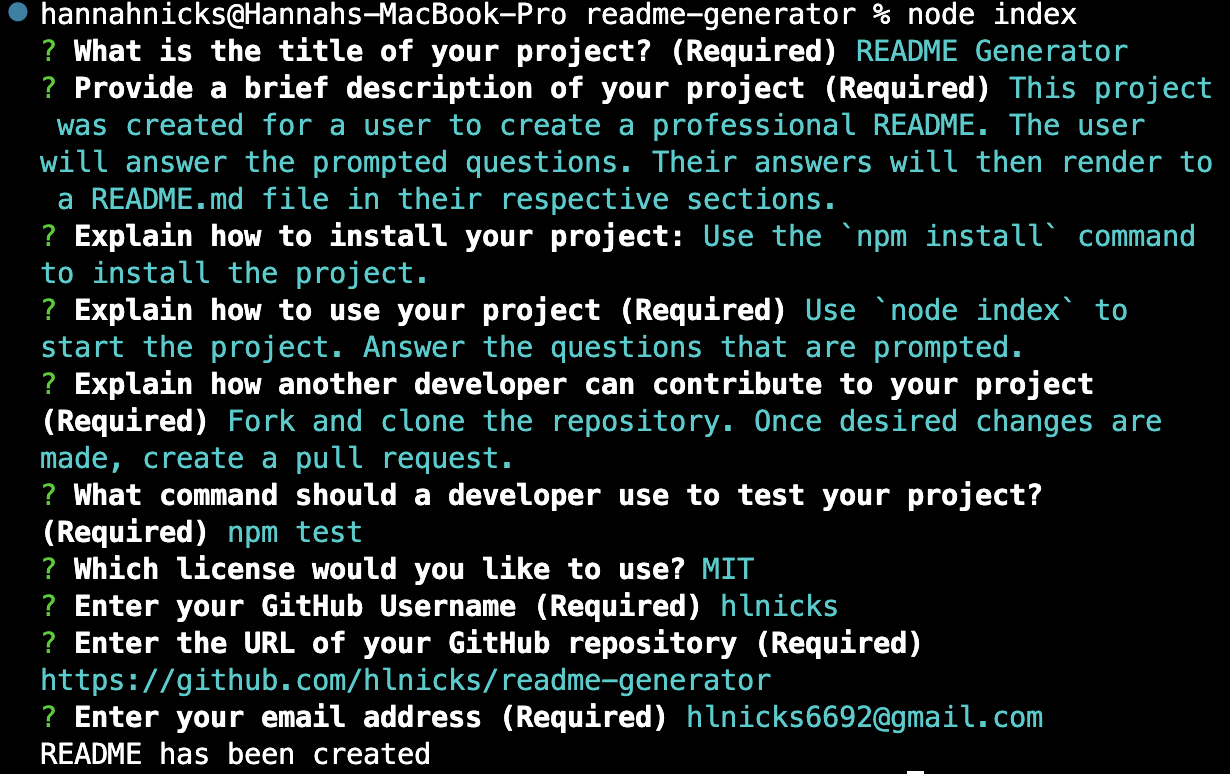 hannahnicks@Hannahs-MacBook-Pro readme-generator % node index
? What is the title of your project? (Required) README Generator
? Provide a brief description of your project (Required) This project
was created for a user to create a professional README. The user
will answer the prompted questions. Their answers will then render to
a README.md file in their respective sections.
? Explain how to install your project: Use the `npm install` command
to install the project.
? Explain how to use your project (Required) Use `node index` to
start the project. Answer the questions that are prompted.
? Explain how another developer can contribute to your project
(Required) Fork and clone the repository. Once desired changes are
made, create a pull request.
? What command should a developer use to test your project?
(Required) npm test
? Which license would you like to use? MIT
? Enter your GitHub Username (Required) hlnicks
? Enter the URL of your GitHub repository (Required)
https://github.com/hlnicks/readme-generator
? Enter your email address (Required) hlnicks6692@gmail.com
README has been created